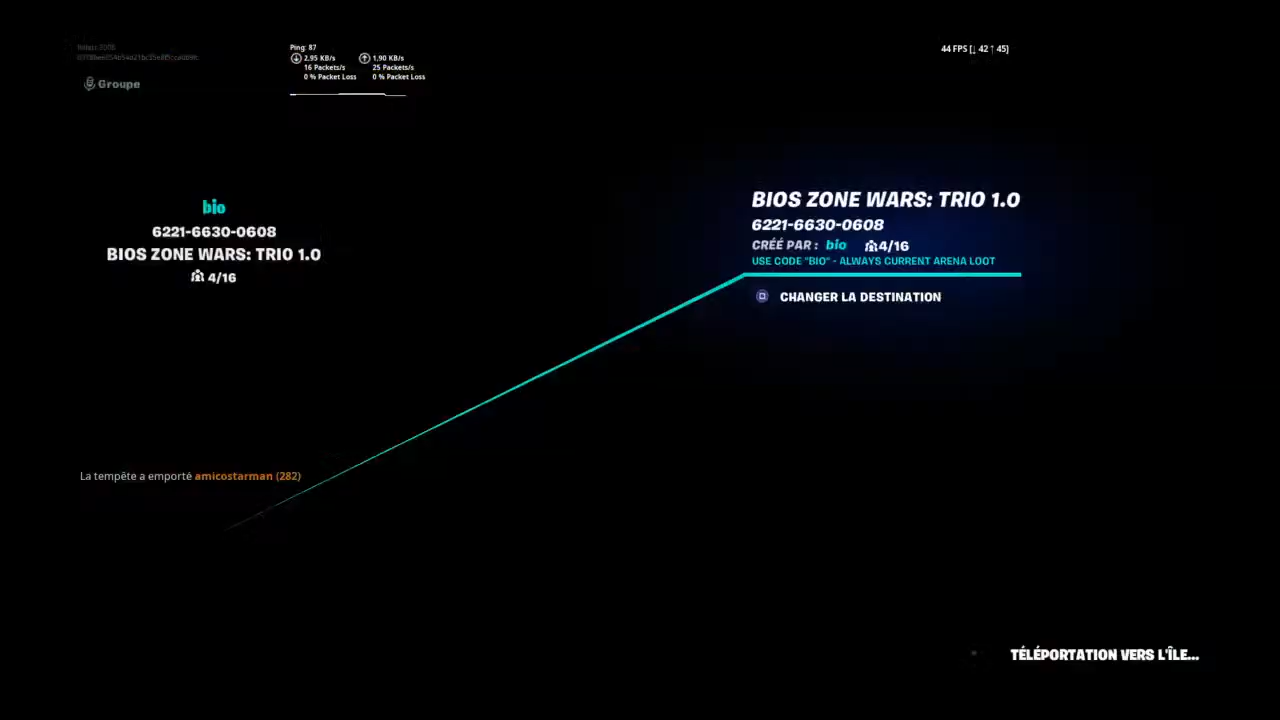 Ping: 87
2.95 KB/s 1.90 KB/s
16 Packets/s 25 Packets/s
0 % Packet Loss 0 % Packet Loss
44 FPS [↓ 42 ↑ 45]
Groupe
bio
6221-6630-0608
BIOS ZONE WARS: TRIO 1.0
4/16
BIOS ZONE WARS: TRIO 1.0
6221-6630-0608
CRÉÉ PAR : bio 4/16
USE CODE "BIO" - ALWAYS CURRENT ARENA LOOT
CHANGER LA DESTINATION
La tempête a emporté amicostarman (282)
TÉLÉPORTATION VERS L'ÎLE...